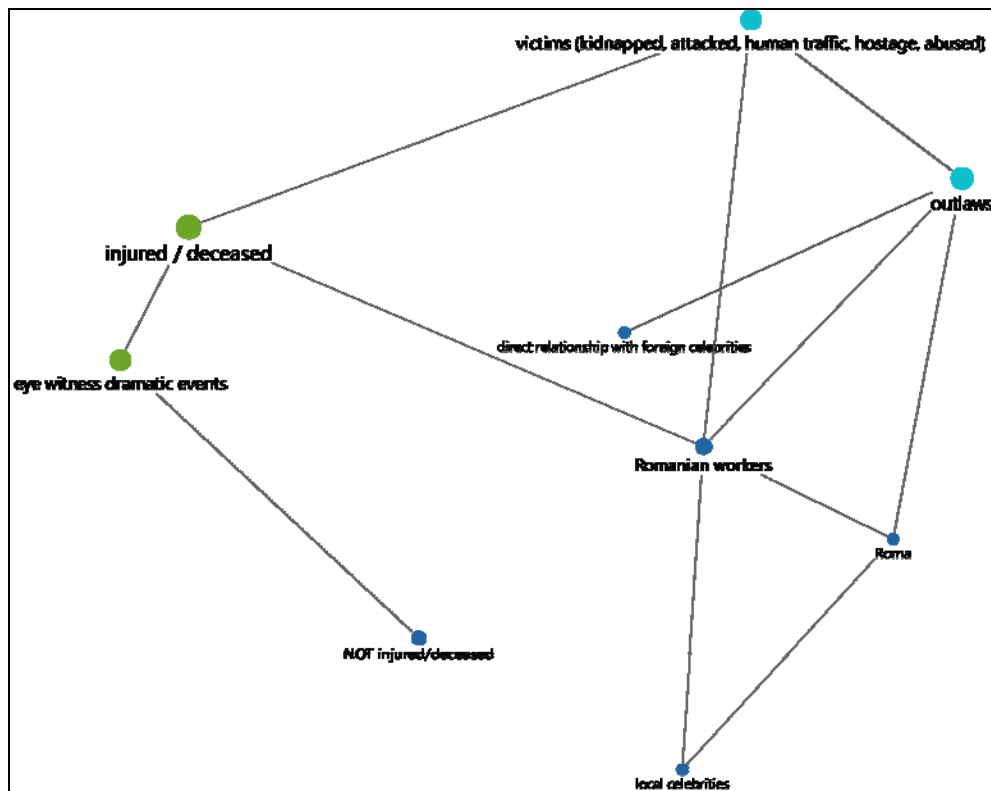 victims (kidnapped, attacked, human traffic, hostage, abused)
outlaws
injured / deceased
direct relationship with foreign celebrities
eye witness dramatic events
Romanian workers
Roma
NOT injured/deceased
local celebrities